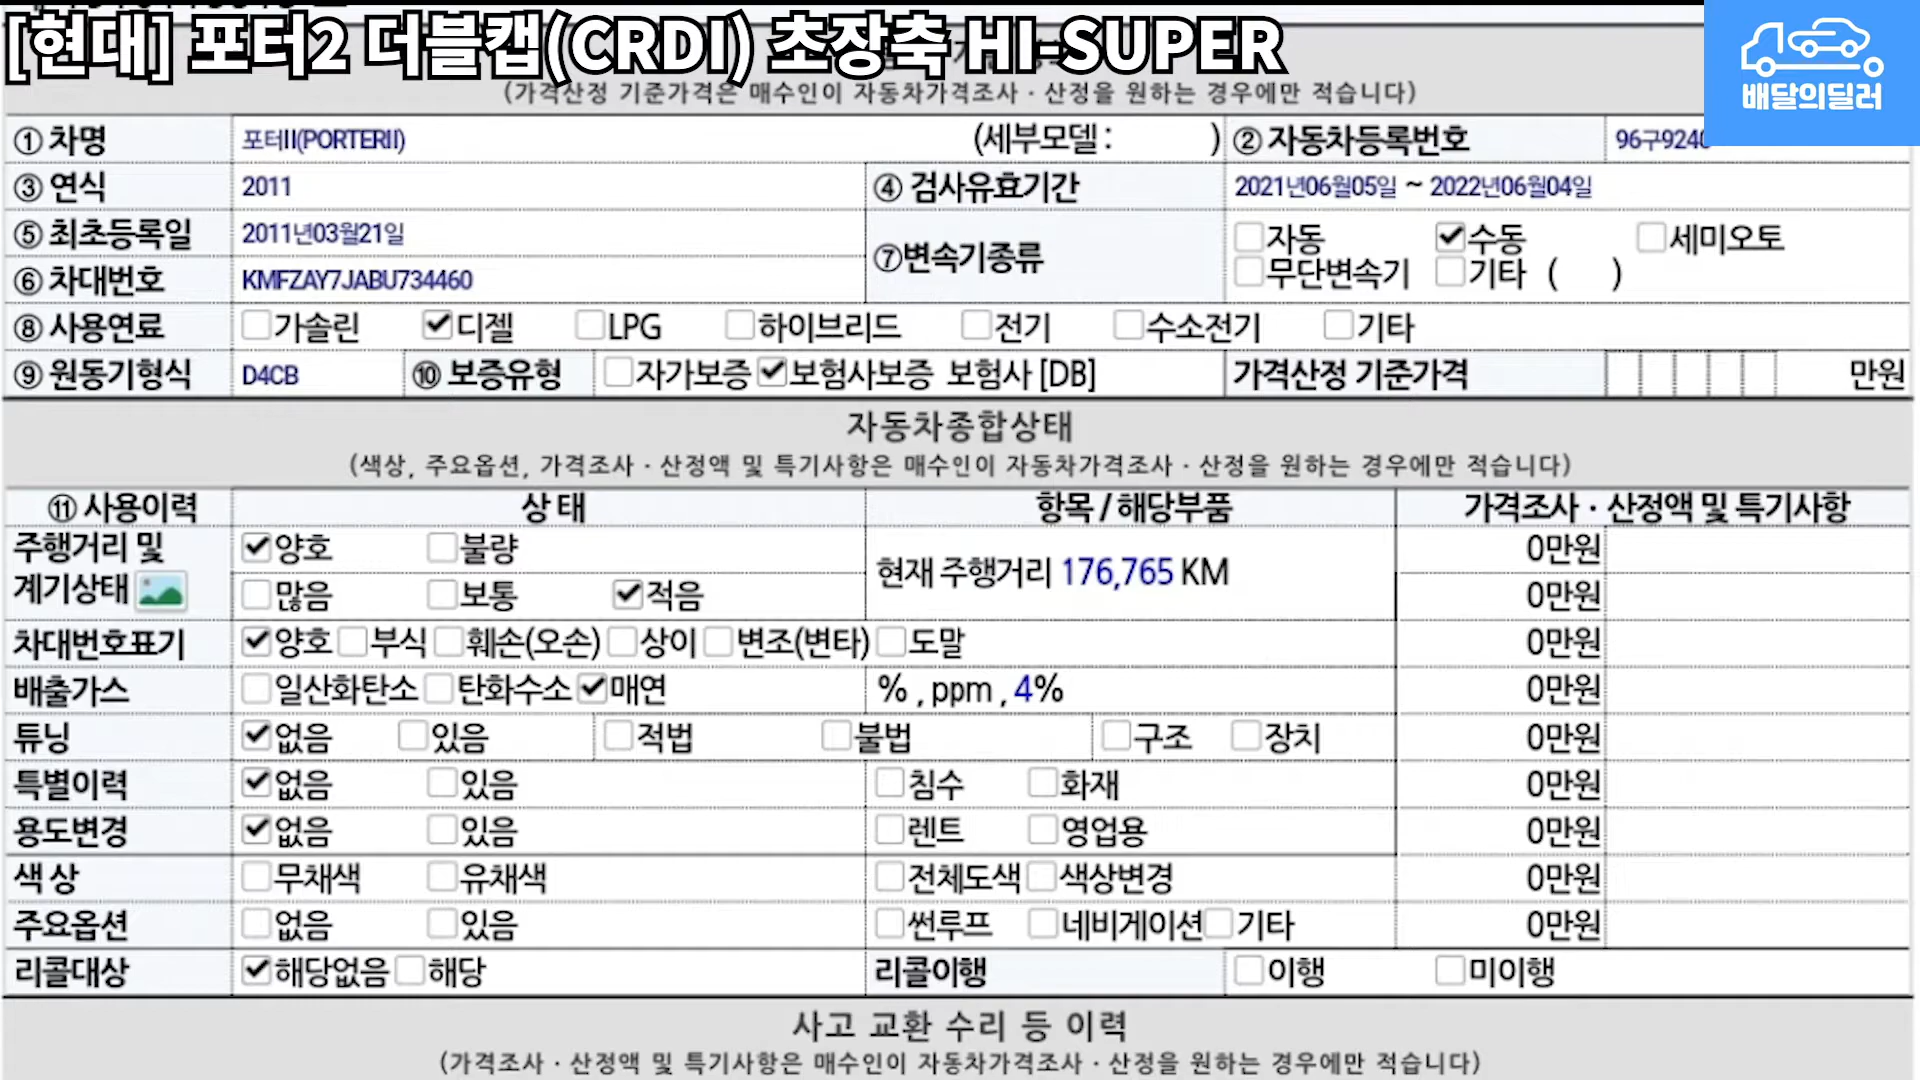 [현대] 포터2 더블캡(CRDI) 초장축 HI-SUPER
배달의딜러
(가격산정 기준가격은 매수인이 자동차가격조사 · 산정을 원하는 경우에만 적습니다)
① 차명 포터II(PORTERII) (세부모델 : ) ② 자동차등록번호 96구9240
③ 연식 2011 ④ 검사유효기간 2021년06월05일 ~ 2022년06월04일
⑤ 최초등록일 2011년03월21일 ⑦변속기종류 자동 수동 세미오토
무단변속기 기타 ( )
⑥ 차대번호 KMFZAY7JABU734460
⑧ 사용연료 가솔린 디젤 LPG 하이브리드 전기 수소전기 기타
⑨ 원동기형식 D4CB ⑩ 보증유형 자가보증 보험사보증 보험사 [DB] 가격산정 기준가격 만원
자동차종합상태
(색상, 주요옵션, 가격조사 · 산정액 및 특기사항은 매수인이 자동차가격조사 · 산정을 원하는 경우에만 적습니다)
⑪ 사용이력 상 태 항목 / 해당부품 가격조사 · 산정액 및 특기사항
주행거리 및 계기상태 양호 불량 현재 주행거리 176,765 KM 0만원
많음 보통 적음 0만원
차대번호표기 양호 부식 훼손(오손) 상이 변조(변타) 도말 0만원
배출가스 일산화탄소 탄화수소 매연 % , ppm , 4% 0만원
튜닝 없음 있음 적법 불법 구조 장치 0만원
특별이력 없음 있음 침수 화재 0만원
용도변경 없음 있음 렌트 영업용 0만원
색 상 무채색 유채색 전체도색 색상변경 0만원
주요옵션 없음 있음 썬루프 네비게이션 기타 0만원
리콜대상 해당없음 해당 리콜이행 이행 미이행
사고 교환 수리 등 이력
(가격조사 · 산정액 및 특기사항은 매수인이 자동차가격조사 · 산정을 원하는 경우에만 적습니다)